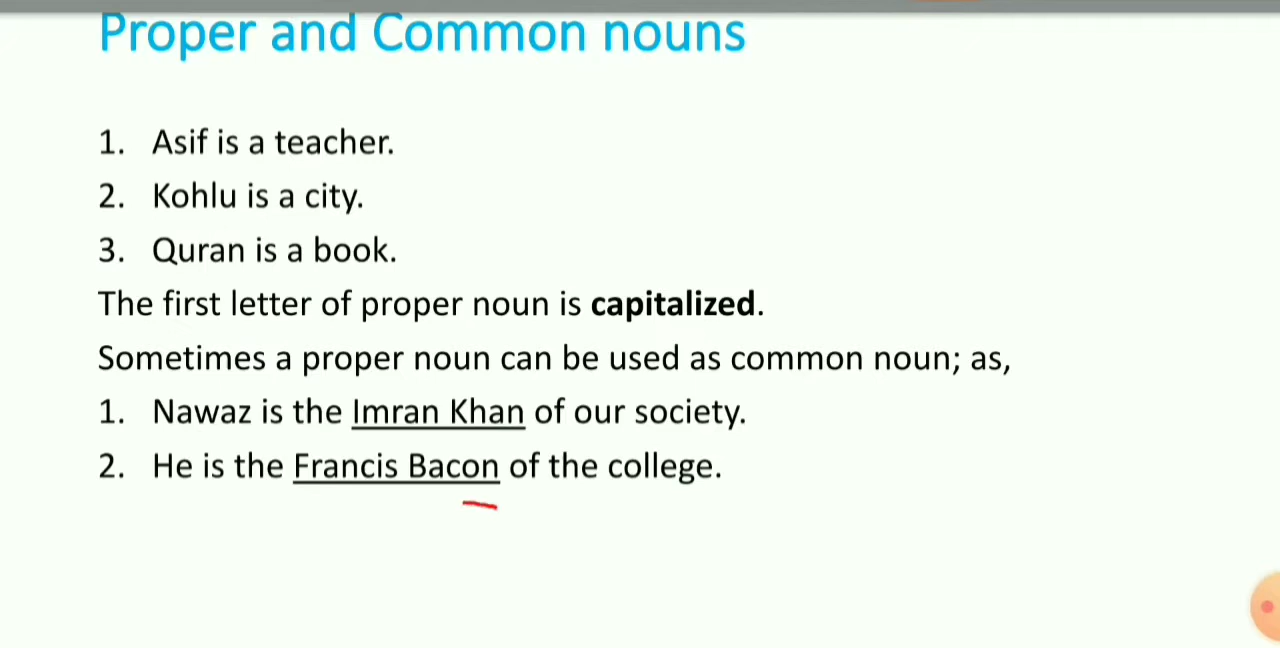 Proper and Common nouns
1. Asif is a teacher.
2. Kohlu is a city.
3. Quran is a book.
The first letter of proper noun is capitalized.
Sometimes a proper noun can be used as common noun; as,
1. Nawaz is the Imran Khan of our society.
2. He is the Francis Bacon of the college.